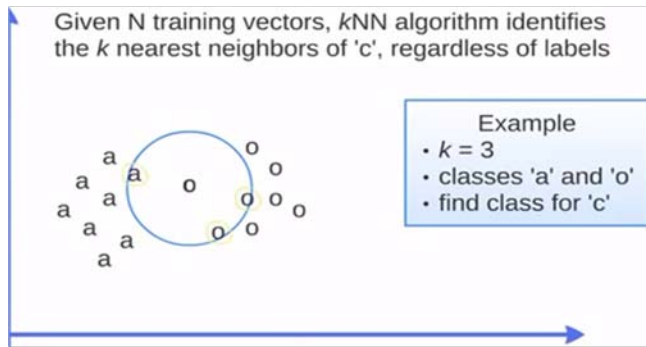 Given N training vectors, kNN algorithm identifies
the k nearest neighbors of 'c', regardless of labels
Example
• k = 3
• classes 'a' and 'o'
• find class for 'c'
o
a
o
a
a
o
a
o
o
a
a
o
a
o
o
a
a